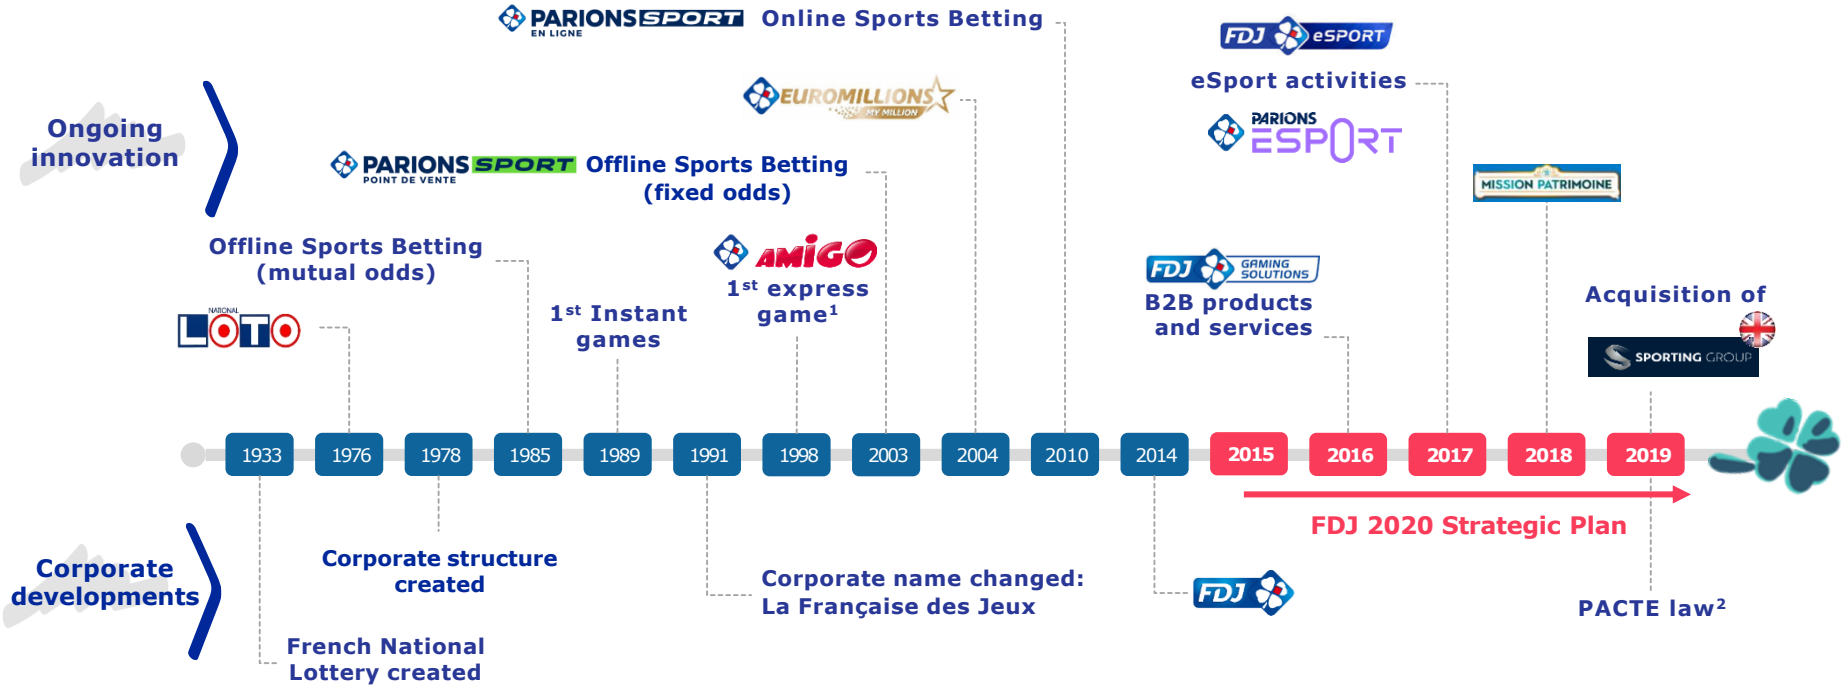 PARIONS SPORT
EN LIGNE
Online Sports Betting
FDJ eSPORT
eSport activities
EUROMILLIONS
MY MILLION
PARIONS
ESPORT
Ongoing
innovation
PARIONS SPORT
POINT DE VENTE
Offline Sports Betting
(fixed odds)
MISSION PATRIMOINE
Offline Sports Betting
(mutual odds)
AMIGO
1st express
game1
FDJ GAMING
SOLUTIONS
B2B products
and services
Acquisition of
SPORTING GROUP
NATIONAL
LOTO
1st Instant
games
1933 1976 1978 1985 1989 1991 1998 2003 2004 2010 2014 2015 2016 2017 2018 2019
FDJ 2020 Strategic Plan
Corporate
developments
Corporate structure
created
Corporate name changed:
La Française des Jeux
FDJ
PACTE law2
French National
Lottery created